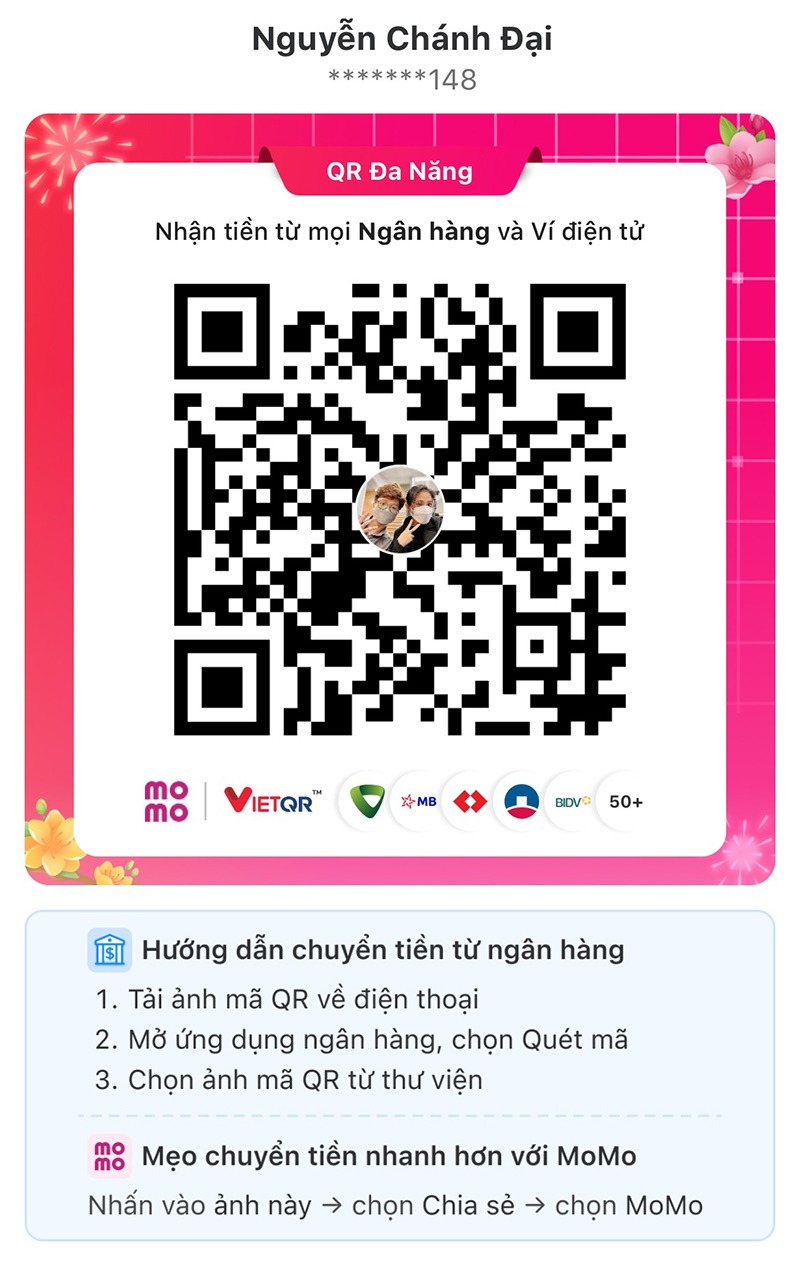 Nguyễn Chánh Đại
*******148
QR Đa Năng
Nhận tiền từ mọi Ngân hàng và Ví điện tử
mo mo VIETQR™ MB BIDV 50+
Hướng dẫn chuyển tiền từ ngân hàng
1. Tải ảnh mã QR về điện thoại
2. Mở ứng dụng ngân hàng, chọn Quét mã
3. Chọn ảnh mã QR từ thư viện
mo mo Mẹo chuyển tiền nhanh hơn với MoMo
Nhấn vào ảnh này → chọn Chia sẻ → chọn MoMo